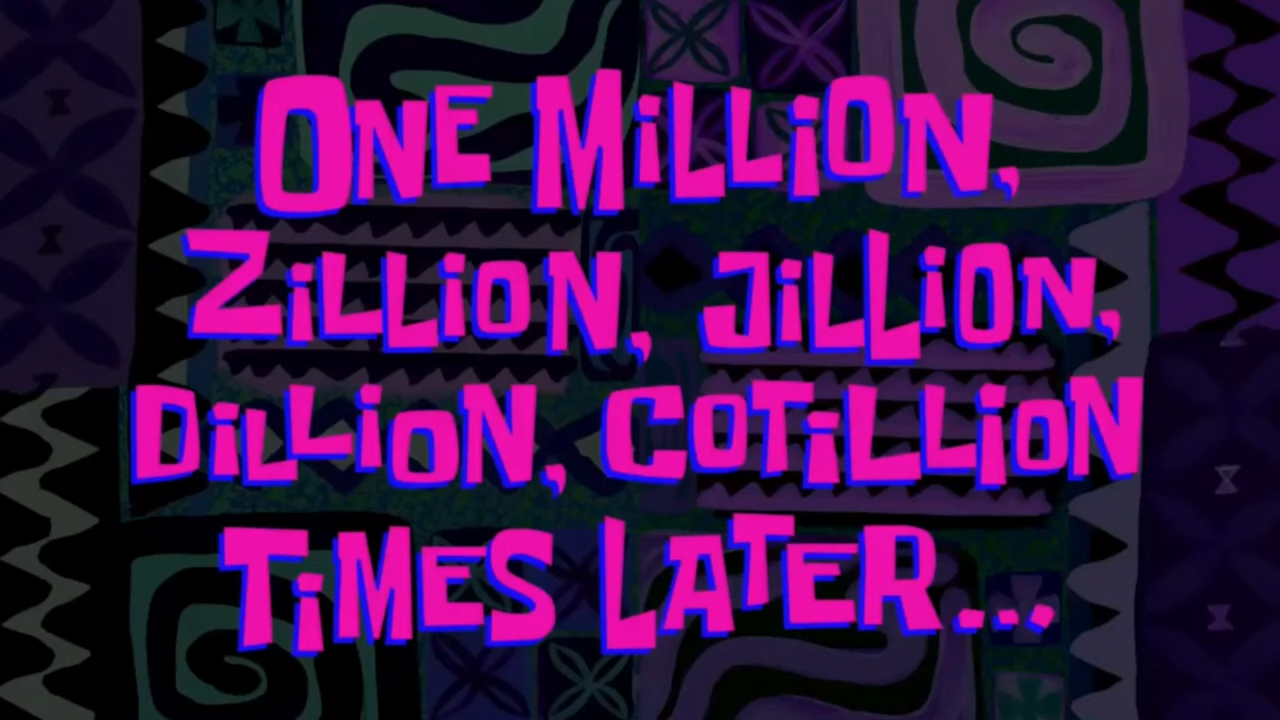 One Million,
Zillion, Jillion,
Dillion, Cotillion
Times Later...